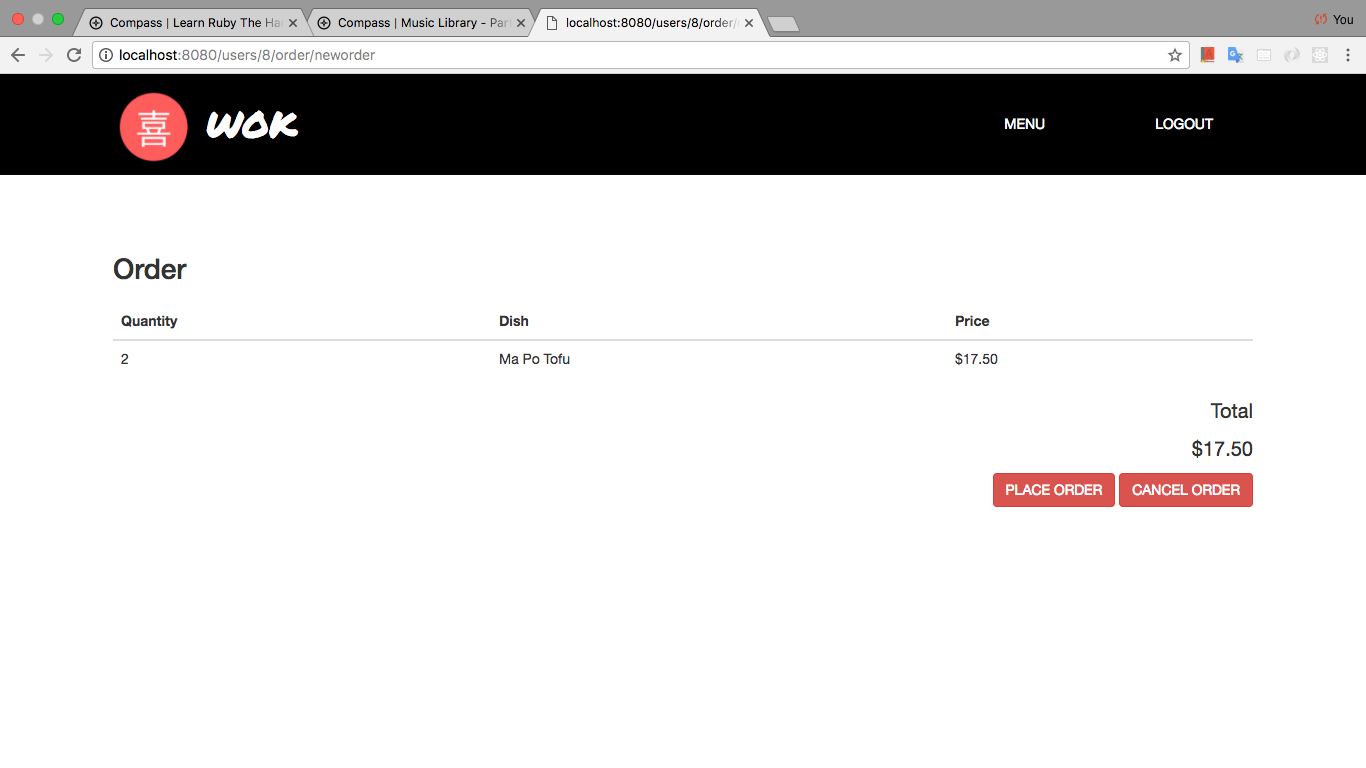 Compass | Learn Ruby The Ha
Compass | Music Library - Par
localhost:8080/users/8/order/
You
localhost:8080/users/8/order/neworder
喜 WOK MENU LOGOUT
Order
Quantity Dish Price
2 Ma Po Tofu $17.50
Total
$17.50
PLACE ORDER CANCEL ORDER